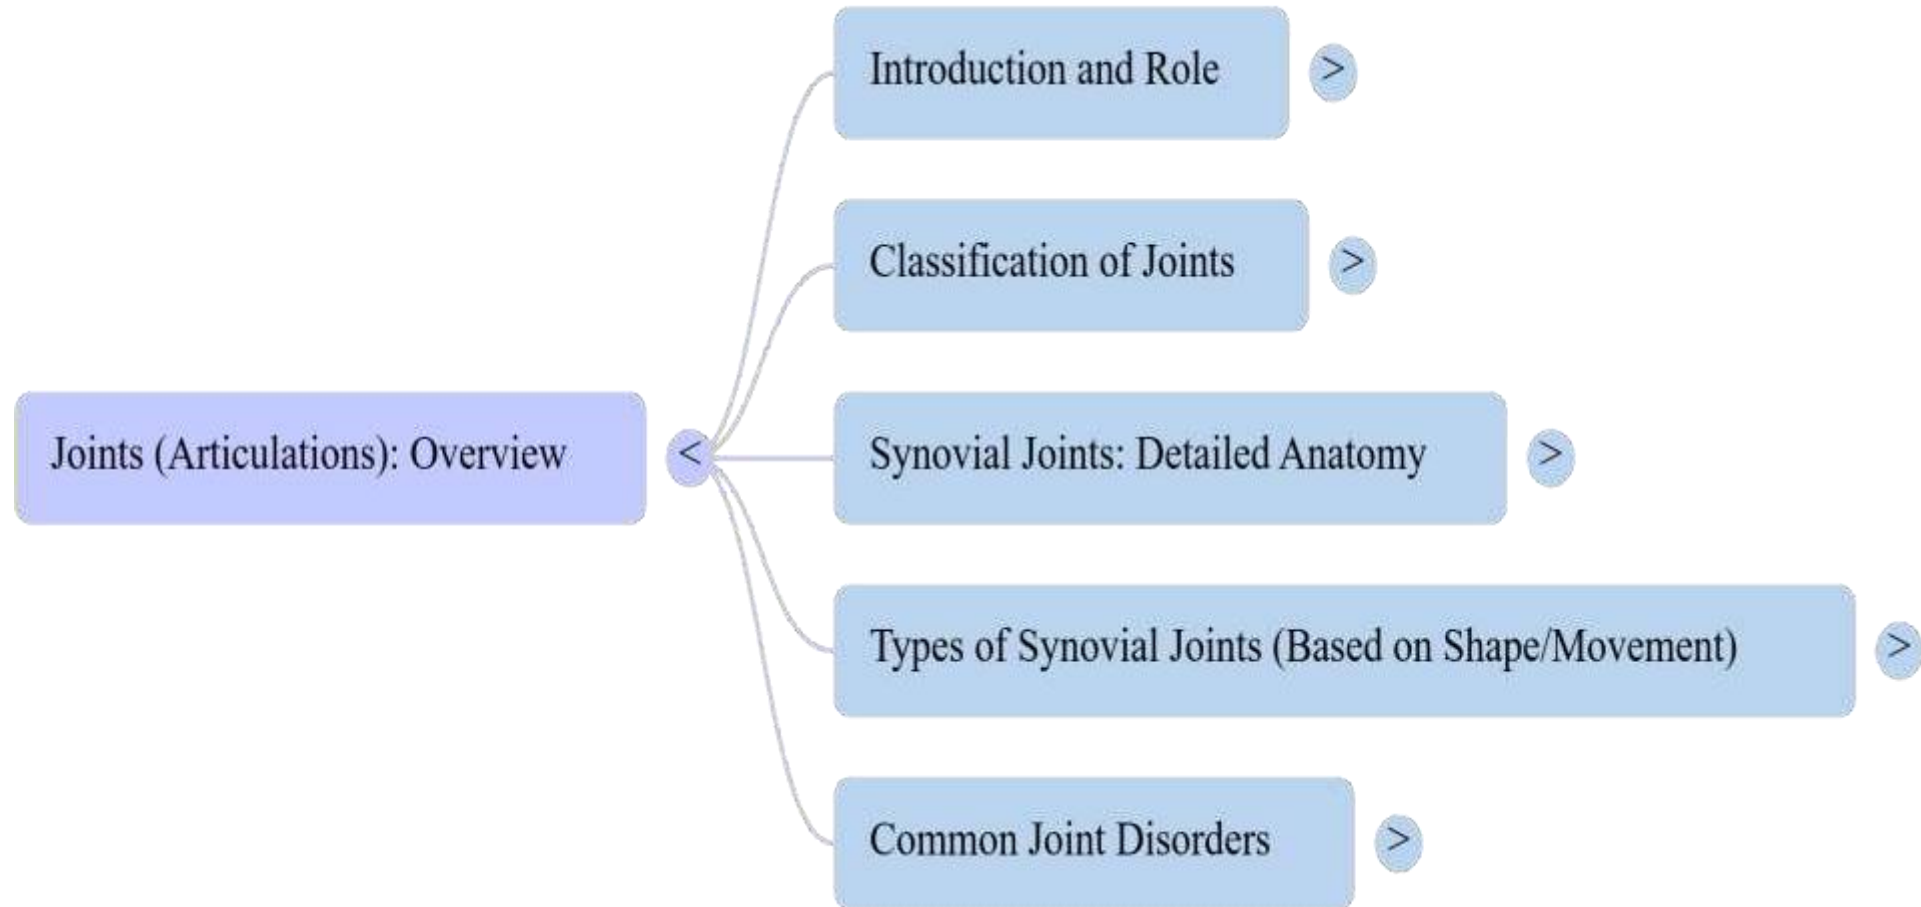 Introduction and Role >
Classification of Joints >
Joints (Articulations): Overview <
Synovial Joints: Detailed Anatomy >
Types of Synovial Joints (Based on Shape/Movement) >
Common Joint Disorders >